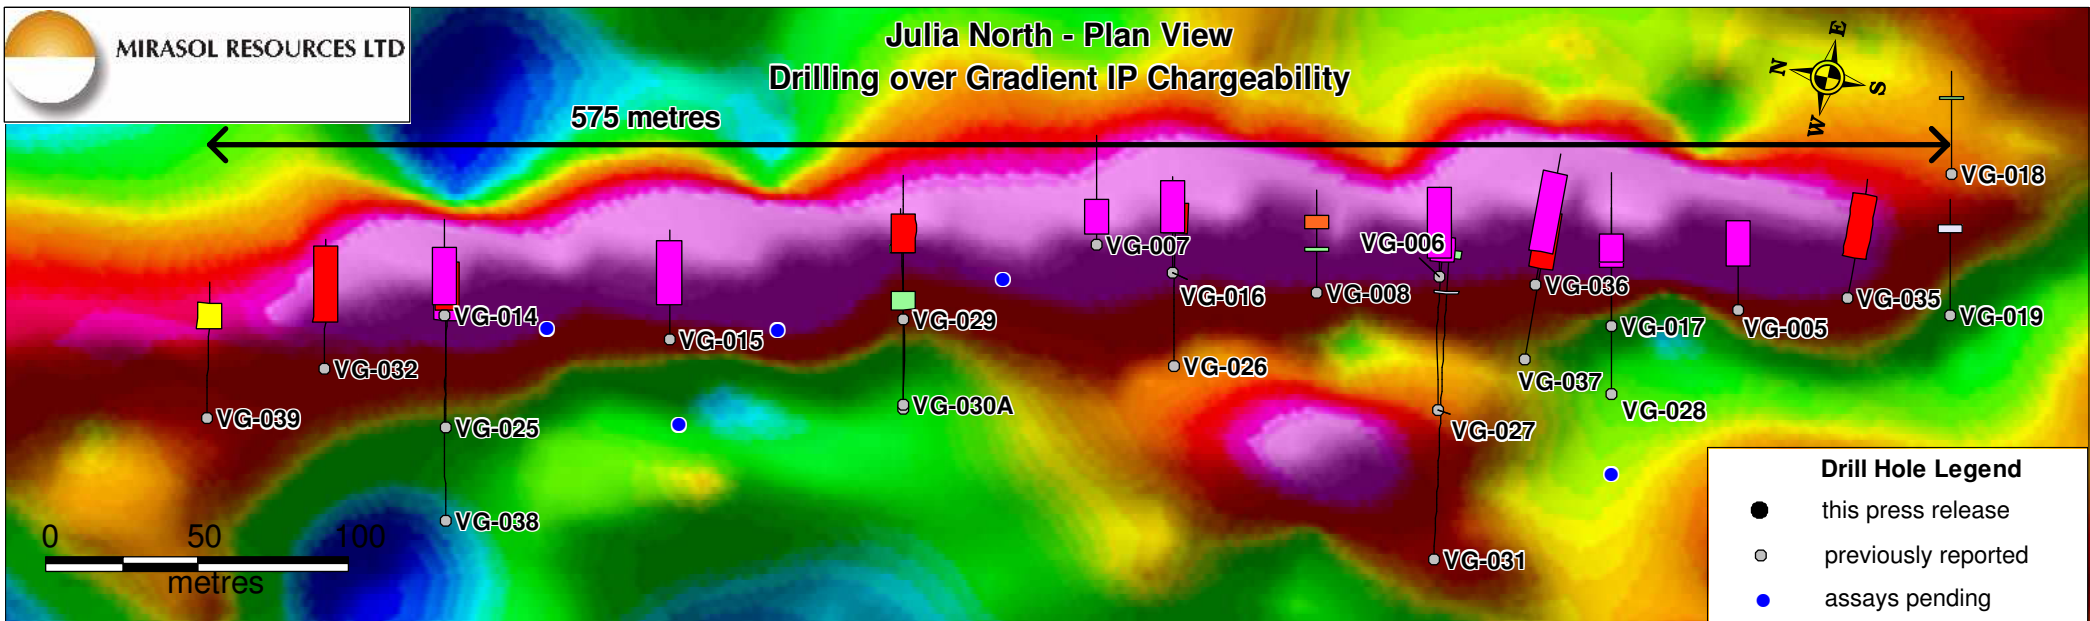 MIRASOL RESOURCES LTD
Julia North - Plan View
Drilling over Gradient IP Chargeability
575 metres
N
E
S
W
VG-018
VG-007
VG-006
VG-016
VG-008
VG-036
VG-035
VG-019
VG-014
VG-015
VG-029
VG-017
VG-005
VG-032
VG-026
VG-037
VG-039
VG-025
VG-030A
VG-027
VG-028
VG-038
VG-031
0 50 100
metres
Drill Hole Legend
this press release
previously reported
assays pending